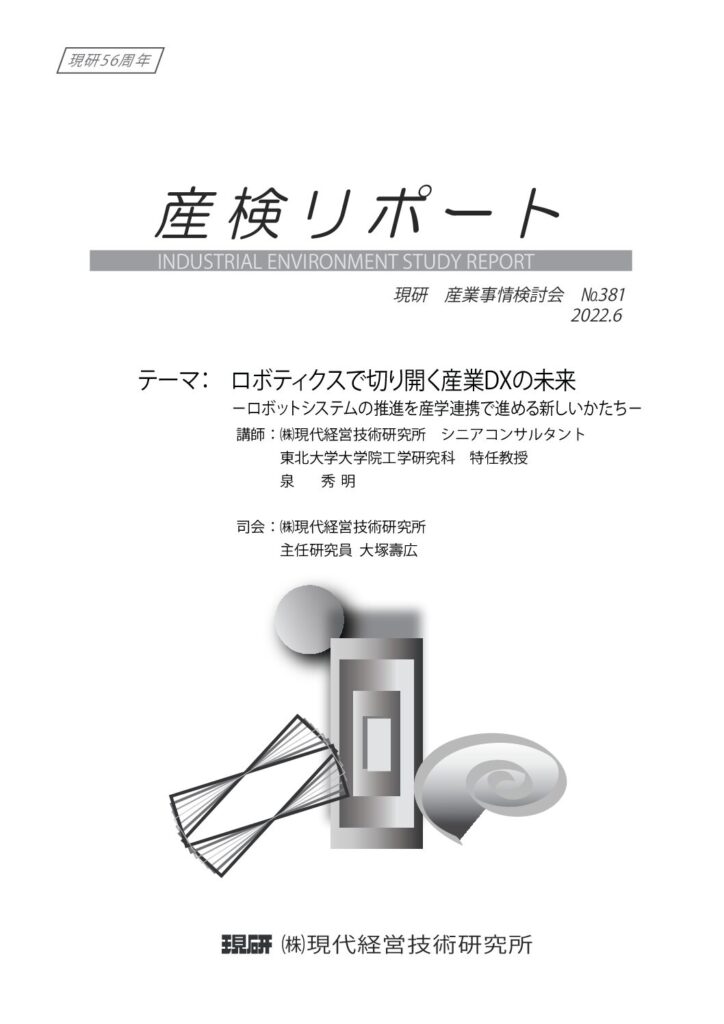 現研56周年
産検リポート
INDUSTRIAL ENVIRONMENT STUDY REPORT
現研　産業事情検討会　№381
2022.6
テーマ：　ロボティクスで切り開く産業DXの未来
－ロボットシステムの推進を産学連携で進める新しいかたち－
講師：㈱現代経営技術研究所　シニアコンサルタント
東北大学大学院工学研究科　特任教授
泉　　秀明
司会：㈱現代経営技術研究所
主任研究員 大塚壽広
現研 (株)現代経営技術研究所